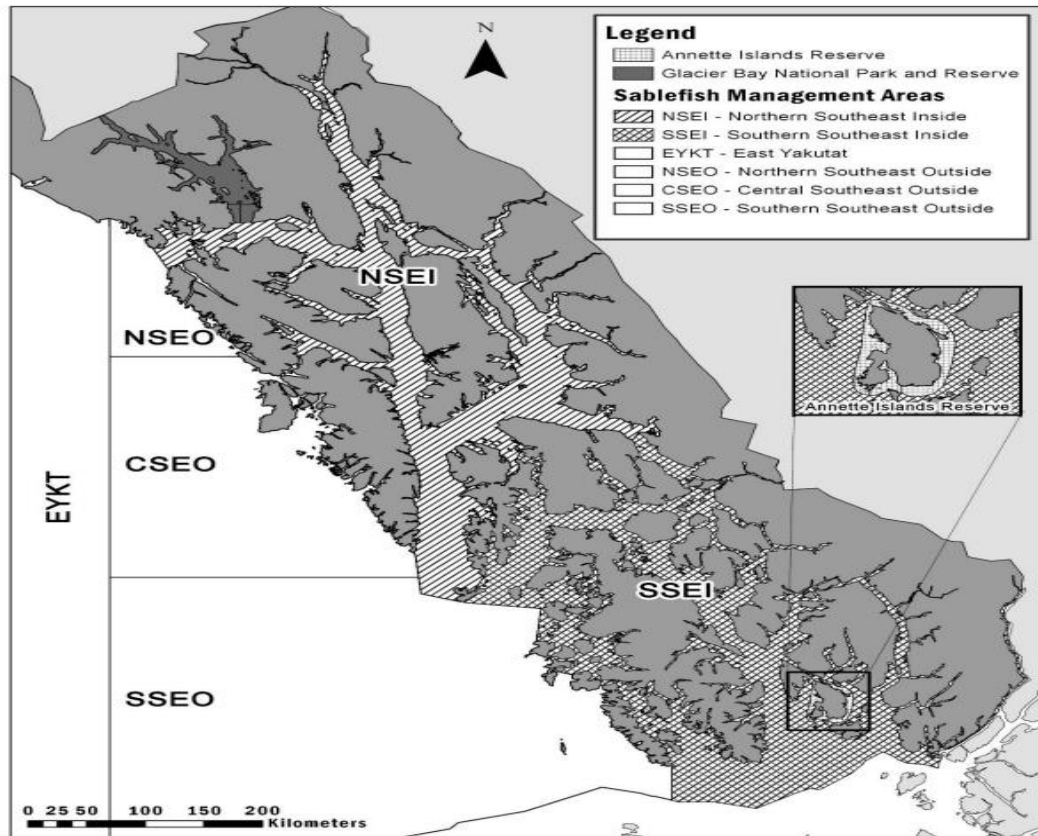 N
Legend
Annette Islands Reserve
Glacier Bay National Park and Reserve
Sablefish Management Areas
NSEI - Northern Southeast Inside
SSEI - Southern Southeast Inside
EYKT - East Yakutat
NSEO - Northern Southeast Outside
CSEO - Central Southeast Outside
SSEO - Southern Southeast Outside
NSEI
NSEO
Annette Islands Reserve
CSEO
EYKT
SSEI
SSEO
0 25 50 100 150 200
Kilometers